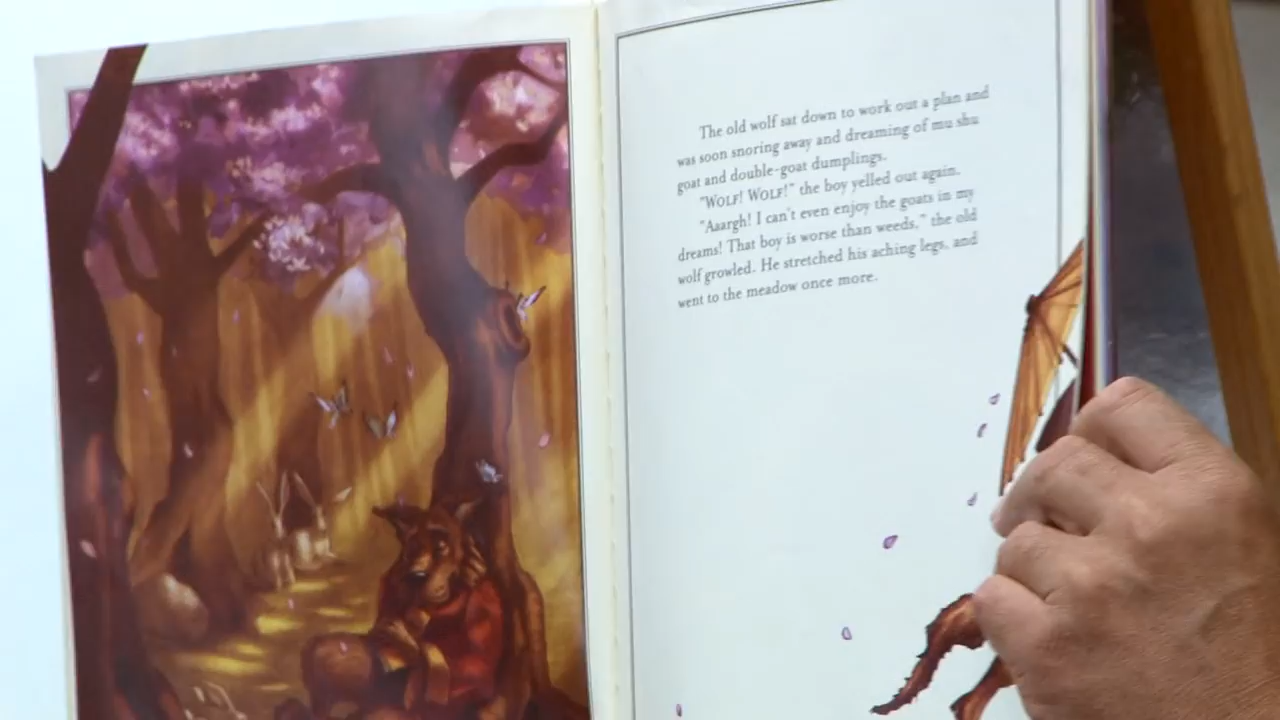 The old wolf sat down to work out a plan and
was soon snoring away and dreaming of mu shu
goat and double-goat dumplings.
"WOLF! WOLF!" the boy yelled out again.
"Aaargh! I can't even enjoy the goats in my
dreams! That boy is worse than weeds," the old
wolf growled. He stretched his aching legs, and
went to the meadow once more.